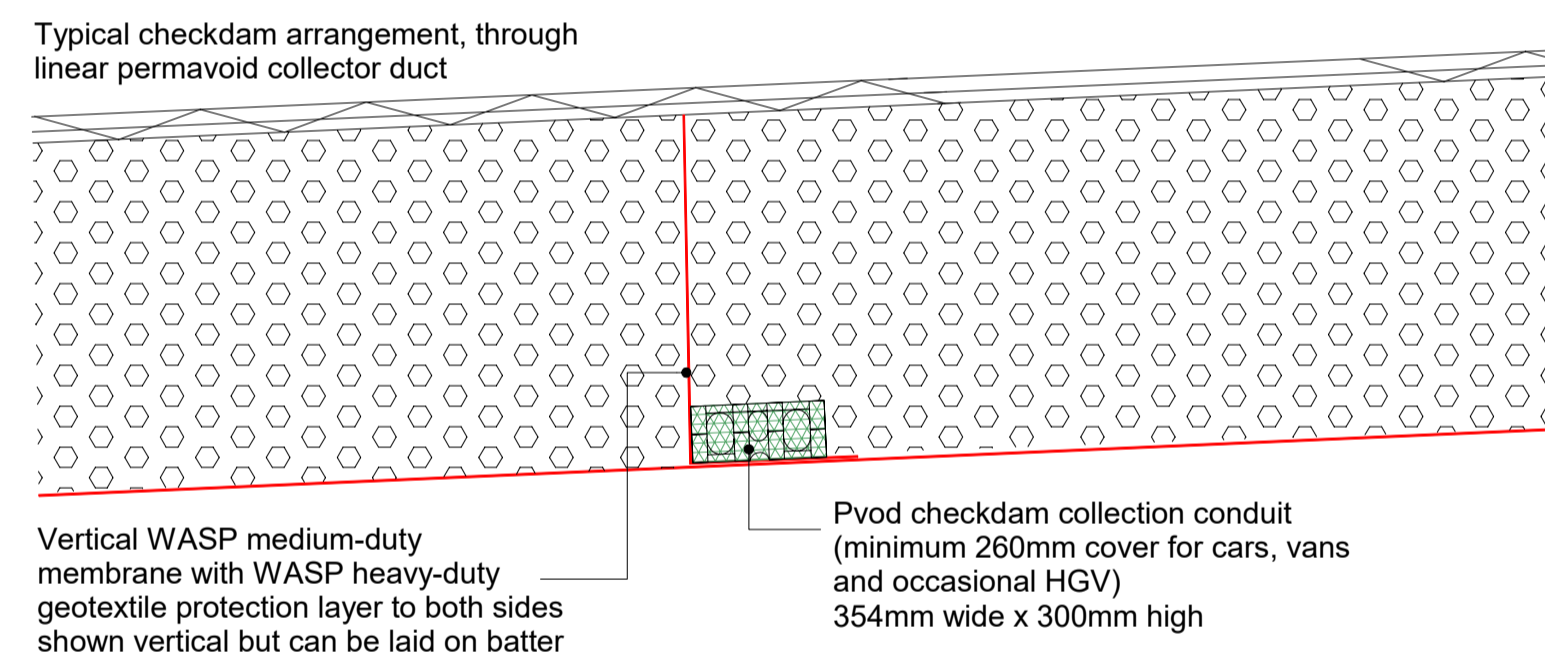 Typical checkdam arrangement, through
linear permavoid collector duct
Vertical WASP medium-duty
membrane with WASP heavy-duty
geotextile protection layer to both sides
shown vertical but can be laid on batter
Pvod checkdam collection conduit
(minimum 260mm cover for cars, vans
and occasional HGV)
354mm wide x 300mm high